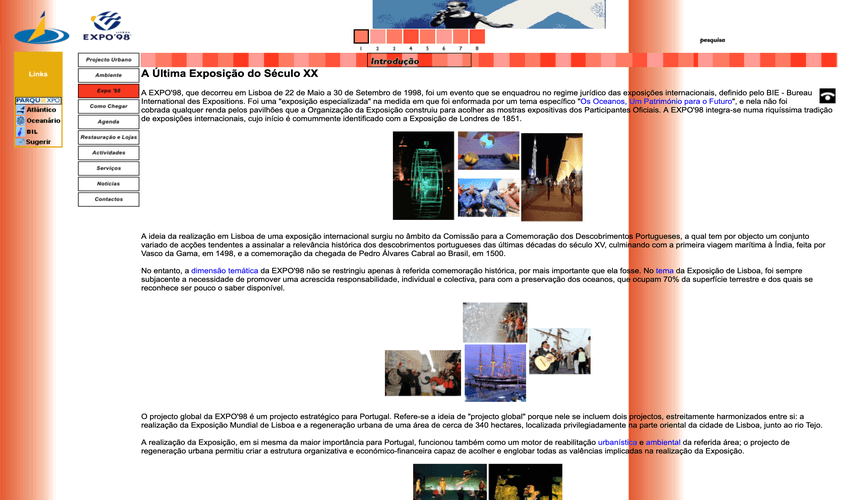 EXPO'98
pesquisa
1 2 3 4 5 6 7 8
Introdução
Links
PARQUE EXPO
Atlântico
Oceanário
BIL
Sugerir
Projecto Urbano
Ambiente
Expo '98
Como Chegar
Agenda
Restauração e Lojas
Actividades
Serviços
Notícias
Contactos
A Última Exposição do Século XX
A EXPO'98, que decorreu em Lisboa de 22 de Maio a 30 de Setembro de 1998, foi um evento que se enquadrou no regime jurídico das exposições internacionais, definido pelo BIE - Bureau
International des Expositions. Foi uma "exposição especializada" na medida em que foi enformada por um tema específico "Os Oceanos, Um Património para o Futuro", e nela não foi
cobrada qualquer renda pelos pavilhões que a Organização da Exposição construiu para acolher as mostras expositivas dos Participantes Oficiais. A EXPO'98 integra-se numa riquíssima tradição
de exposições internacionais, cujo início é comummente identificado com a Exposição de Londres de 1851.
A ideia da realização em Lisboa de uma exposição internacional surgiu no âmbito da Comissão para a Comemoração dos Descobrimentos Portugueses, a qual tem por objecto um conjunto
variado de acções tendentes a assinalar a relevância histórica dos descobrimentos portugueses das últimas décadas do século XV, culminando com a primeira viagem marítima à Índia, feita por
Vasco da Gama, em 1498, e a comemoração da chegada de Pedro Álvares Cabral ao Brasil, em 1500.
No entanto, a dimensão temática da EXPO'98 não se restringiu apenas à referida comemoração histórica, por mais importante que ela fosse. No tema da Exposição de Lisboa, foi sempre
subjacente a necessidade de promover uma acrescida responsabilidade, individual e colectiva, para com a preservação dos oceanos, que ocupam 70% da superfície terrestre e dos quais se
reconhece ser pouco o saber disponível.
O projecto global da EXPO'98 é um projecto estratégico para Portugal. Refere-se a ideia de "projecto global" porque nele se incluem dois projectos, estreitamente harmonizados entre si: a
realização da Exposição Mundial de Lisboa e a regeneração urbana de uma área de cerca de 340 hectares, localizada privilegiadamente na parte oriental da cidade de Lisboa, junto ao rio Tejo.
A realização da Exposição, em si mesma da maior importância para Portugal, funcionou também como um motor de reabilitação urbanística e ambiental da referida área; o projecto de
regeneração urbana permitiu criar a estrutura organizativa e económico-financeira capaz de acolher e englobar todas as valências implicadas na realização da Exposição.